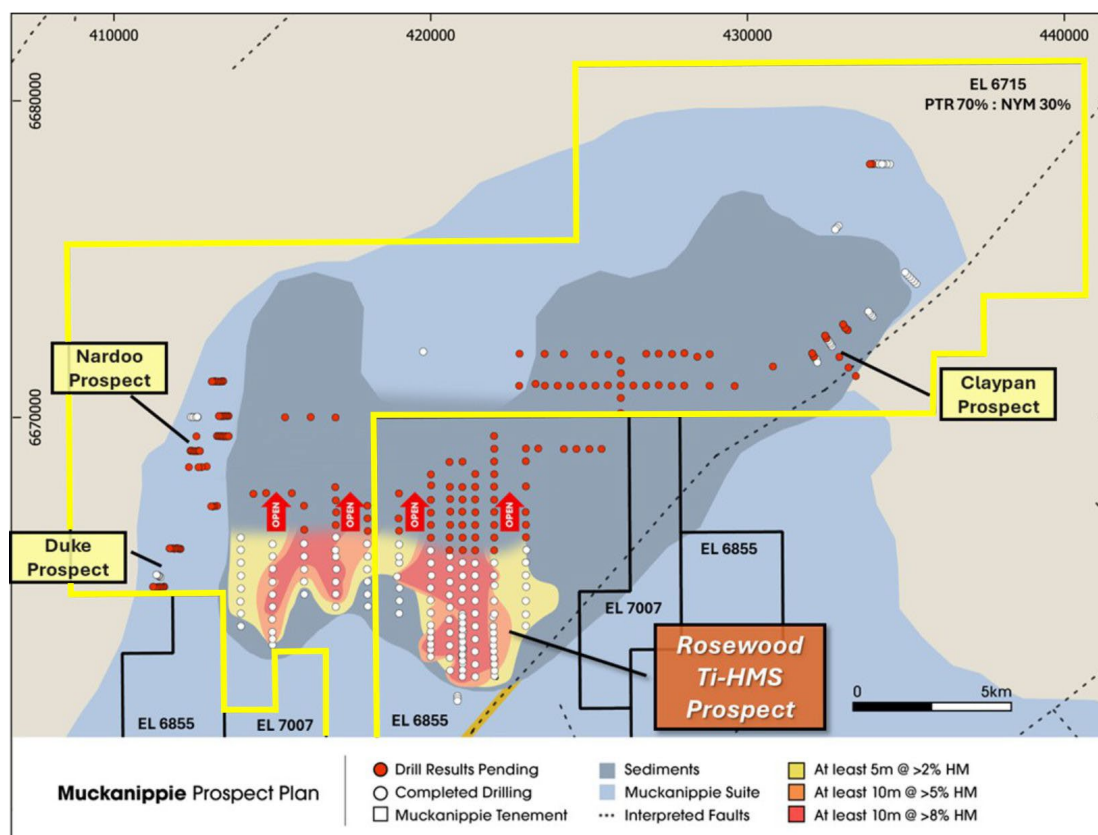 410000
420000
430000
440000
6680000
EL 6715
PTR 70% : NYM 30%
Nardoo
Prospect
6670000
Claypan
Prospect
OPEN
OPEN
OPEN
OPEN
Duke
Prospect
EL 6855
EL 7007
Rosewood
Ti-HMS
Prospect
0
5km
EL 6855
EL 7007
EL 6855
Muckanippie Prospect Plan
Drill Results Pending
Completed Drilling
Muckanippie Tenement
Sediments
Muckanippie Suite
Interpreted Faults
At least 5m @ >2% HM
At least 10m @ >5% HM
At least 10m @ >8% HM